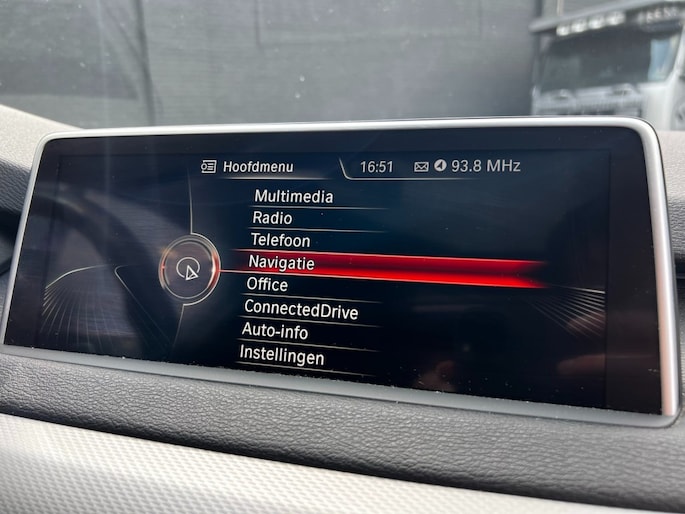 Hoofdmenu 16:51 93.8 MHz
Multimedia
Radio
Telefoon
Navigatie
Office
ConnectedDrive
Auto-info
Instellingen